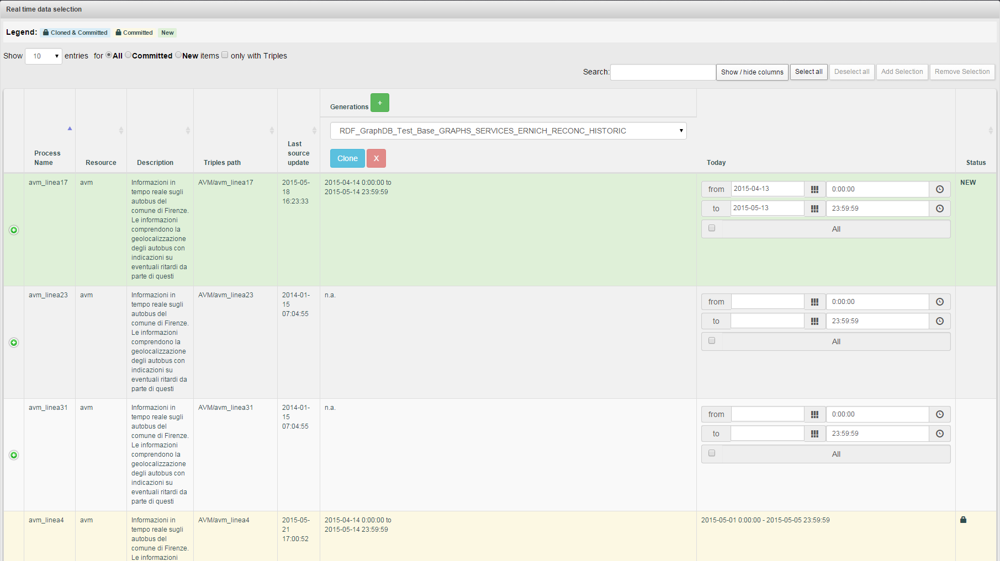 Real time data selection
Legend: Cloned & Committed Committed New
Show 10 entries for All Committed New items only with Triples
Search: Show / hide columns Select all Deselect all Add Selection Remove Selection
Generations +
RDF_GraphDB_Test_Base_GRAPHS_SERVICES_ERNICH_RECONC_HISTORIC
Clone X
Process
Name
Resource
Description
Triples path
Last
source
update
Today
Status
avm_linea17
avm
Informazioni in
tempo reale sugli
autobus del
comune di Firenze.
Le informazioni
comprendono la
geolocalizzazione
degli autobus con
indicazioni su
eventuali ritardi da
parte di questi
AVM/avm_linea17
2015-05-
18
16:23:33
2015-04-14 0:00:00 to
2015-05-14 23:59:59
from 2015-04-13 0:00:00
to 2015-05-13 23:59:59
All
NEW
avm_linea23
avm
Informazioni in
tempo reale sugli
autobus del
comune di Firenze.
Le informazioni
comprendono la
geolocalizzazione
degli autobus con
indicazioni su
eventuali ritardi da
parte di questi
AVM/avm_linea23
2014-01-
15
07:04:55
n.a.
from 0:00:00
to 23:59:59
All
avm_linea31
avm
Informazioni in
tempo reale sugli
autobus del
comune di Firenze.
Le informazioni
comprendono la
geolocalizzazione
degli autobus con
indicazioni su
eventuali ritardi da
parte di questi
AVM/avm_linea31
2014-01-
15
07:04:55
n.a.
from 0:00:00
to 23:59:59
All
avm_linea4
avm
Informazioni in
tempo reale sugli
autobus del
comune di Firenze.
Le informazioni
AVM/avm_linea4
2015-05-
21
17:00:52
2015-04-14 0:00:00 to
2015-05-14 23:59:59
2015-05-01 0:00:00 - 2015-05-05 23:59:59